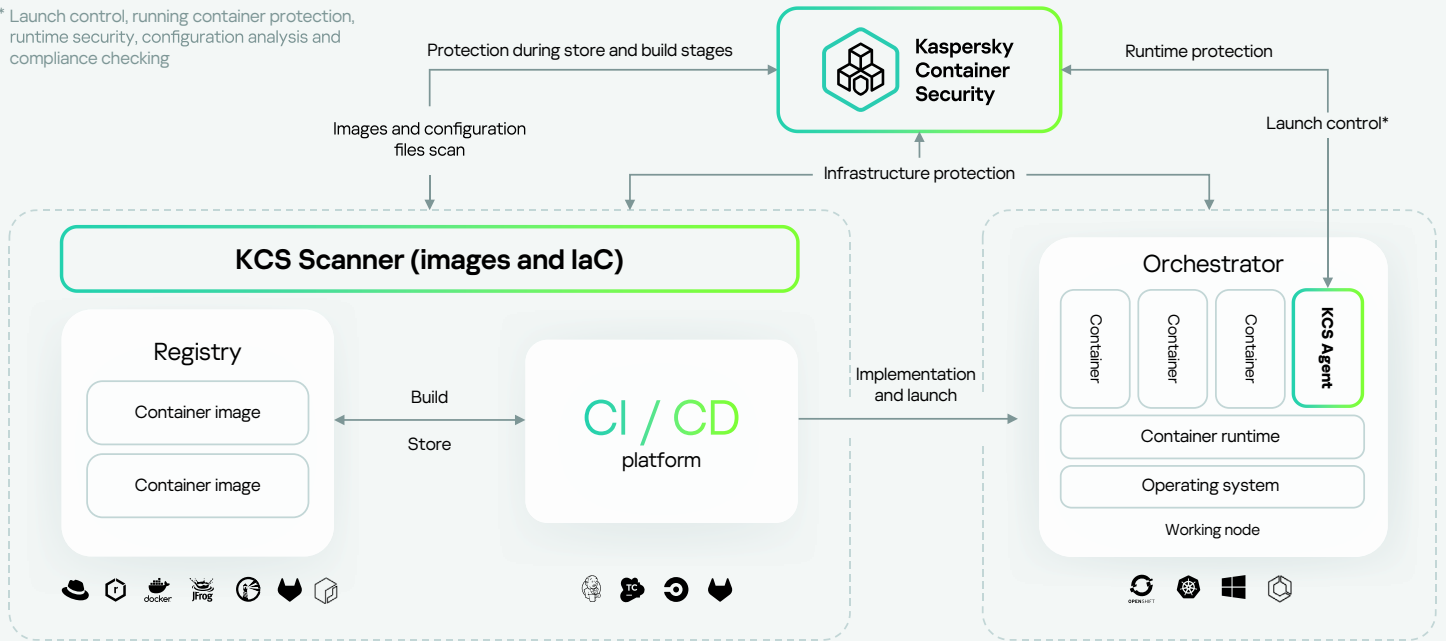 * Launch control, running container protection,
runtime security, configuration analysis and
compliance checking
Protection during store and build stages
Kaspersky
Container
Security
Runtime protection
Images and configuration
files scan
Launch control*
Infrastructure protection
KCS Scanner (images and IaC)
Registry
Container image
Container image
Build
Store
CI / CD
platform
Implementation
and launch
Orchestrator
Container
Container
Container
KCS Agent
Container runtime
Operating system
Working node
r
docker
JFrog
TC
OPENSHIFT